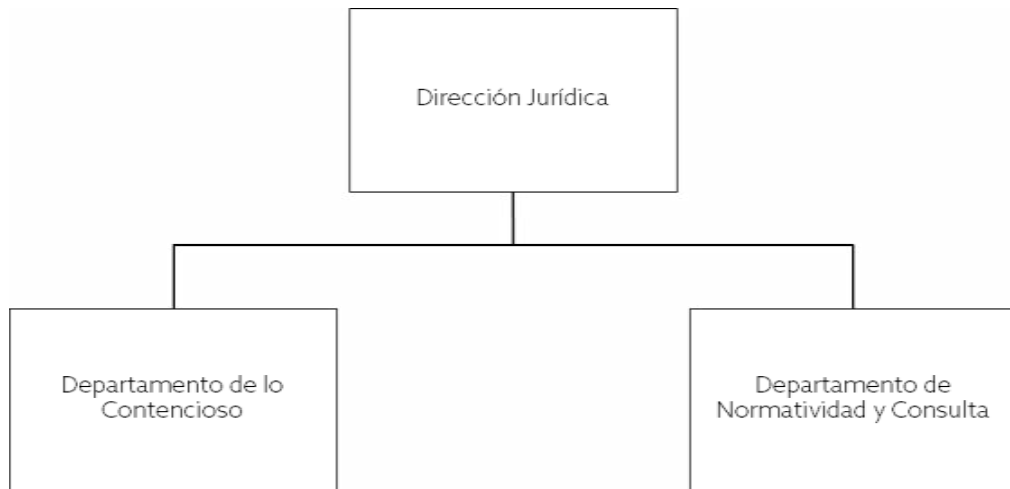 Dirección Jurídica
Departamento de lo
Contencioso
Departamento de
Normatividad y Consulta